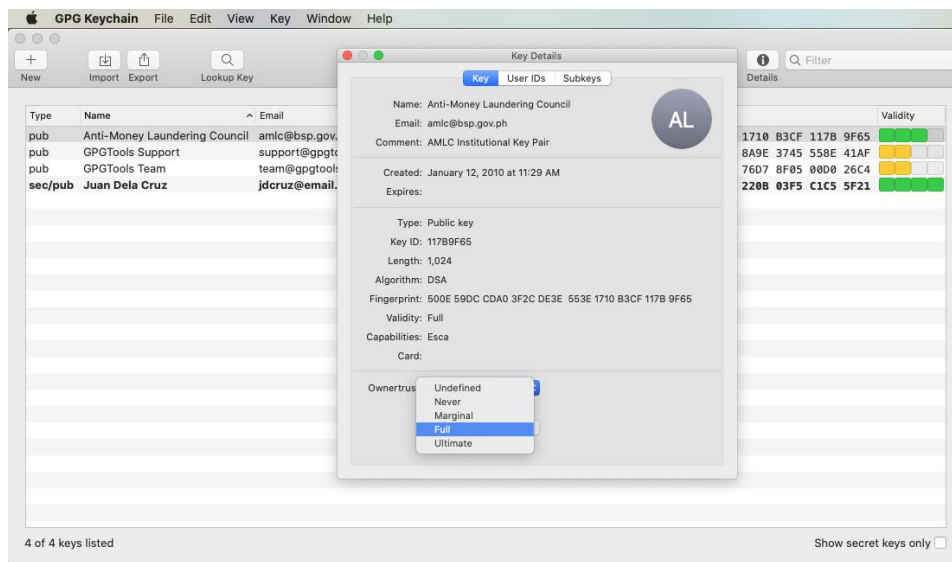 GPG Keychain File Edit View Key Window Help
Key Details
+
New Import Export Lookup Key
Details
Filter
Key User IDs Subkeys
Type Name Email Validity
pub Anti-Money Laundering Council amlc@bsp.gov. 1710 B3CF 117B 9F65
pub GPGTools Support support@gpgto 8A9E 3745 558E 41AF
pub GPGTools Team team@gpgtools 76D7 8F05 00D0 26C4
sec/pub Juan Dela Cruz jdcruz@email. 220B 03F5 C1C5 5F21
Name: Anti-Money Laundering Council
AL
Email: amlc@bsp.gov.ph
Comment: AMLC Institutional Key Pair
Created: January 12, 2010 at 11:29 AM
Expires:
Type: Public key
Key ID: 117B9F65
Length: 1,024
Algorithm: DSA
Fingerprint: 500E 59DC CDA0 3F2C DE3E 553E 1710 B3CF 117B 9F65
Validity: Full
Capabilities: Esca
Card:
Ownertrus
Undefined
Never
Marginal
Full
Ultimate
4 of 4 keys listed
Show secret keys only